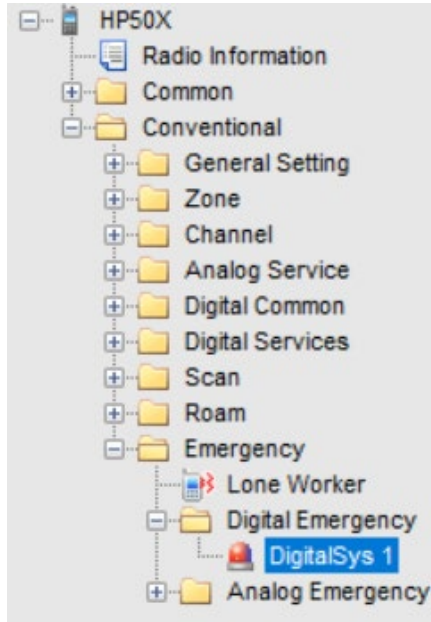 HP50X
Radio Information
Common
Conventional
General Setting
Zone
Channel
Analog Service
Digital Common
Digital Services
Scan
Roam
Emergency
Lone Worker
Digital Emergency
DigitalSys 1
Analog Emergency